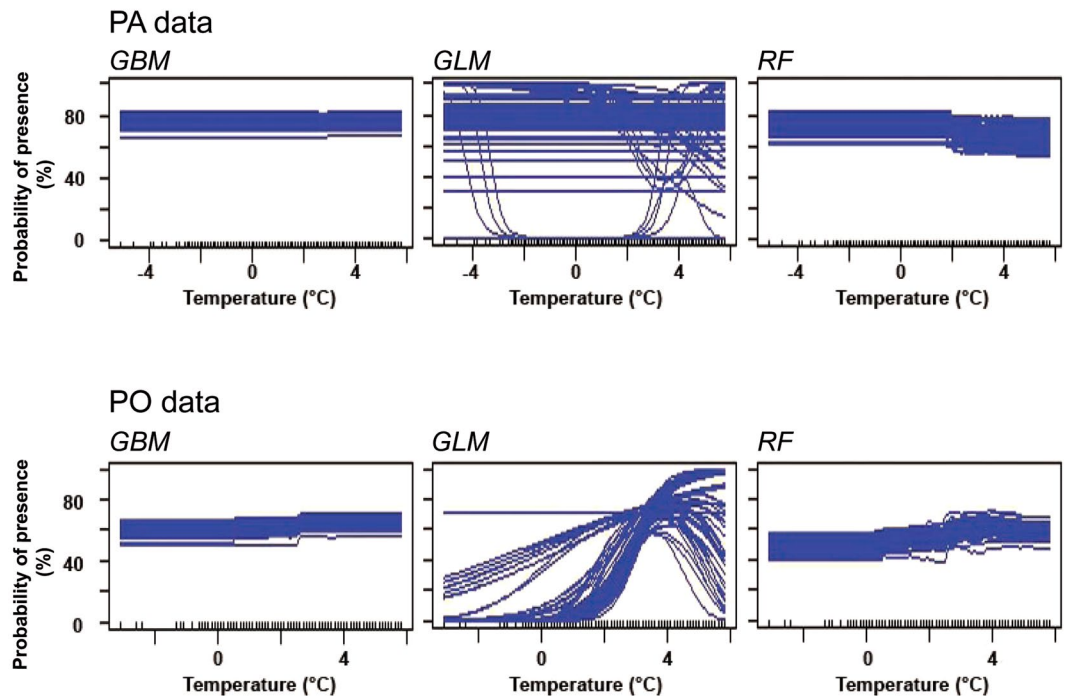 PA data
GBM GLM RF
Probability of presence
(%)
80
40
0
-4 0 4 -4 0 4 -4 0 4
Temperature (°C) Temperature (°C) Temperature (°C)
PO data
GBM GLM RF
Probability of presence
(%)
80
40
0
0 4 0 4 0 4
Temperature (°C) Temperature (°C) Temperature (°C)